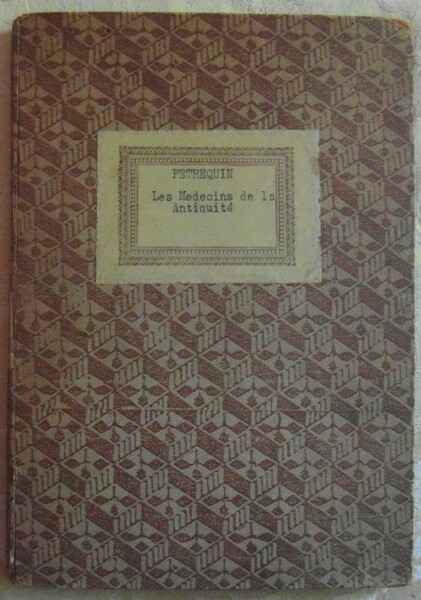 PETREQUIN
Les Medecins de la
Antiquité